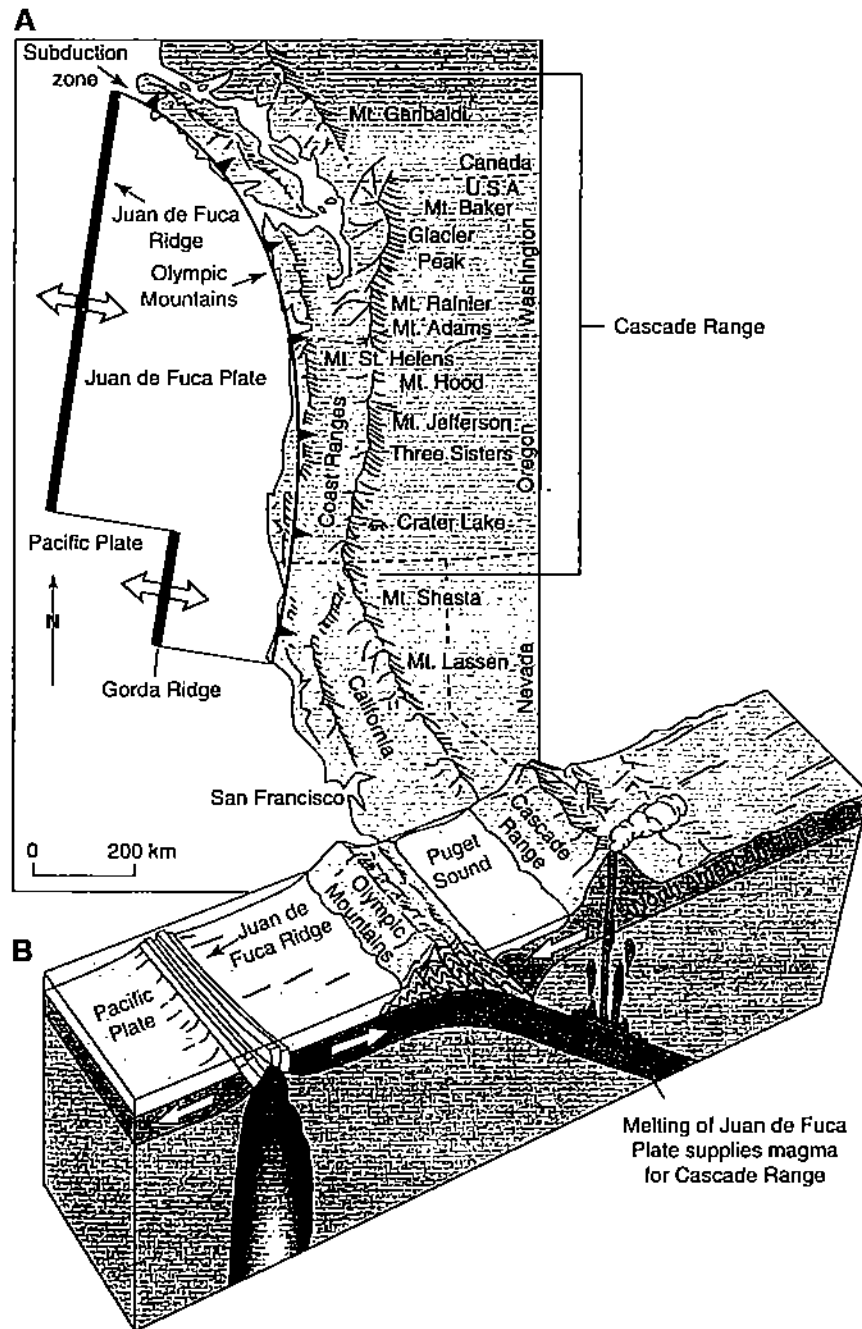 A
Subduction
zone
Mt. Garibaldi
Canada
U.S.A.
Mt. Baker
Juan de Fuca
Ridge
Glacier
Peak
Washington
Olympic
Mountains
Mt. Rainier
Mt. Adams
Cascade Range
Mt. St. Helens
Juan de Fuca Plate
Mt. Hood
Mt. Jefferson
Coast Ranges
Three Sisters
Oregon
Crater Lake
Pacific Plate
N
Mt. Shasta
Mt. Lassen
Gorda Ridge
California
Nevada
San Francisco
0 200 km
Cascade
Range
Puget
Sound
Olympic
Mountains
Juan de
Fuca Ridge
B
Pacific
Plate
Melting of Juan de Fuca
Plate supplies magma
for Cascade Range